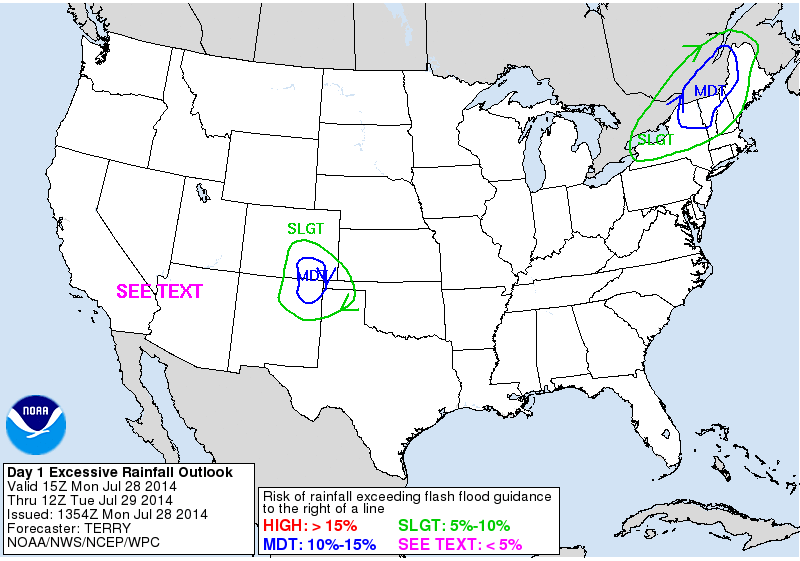 MDT
SLGT
SLGT
MDT
SEE TEXT
NOAA
Day 1 Excessive Rainfall Outlook
Valid 15Z Mon Jul 28 2014
Thru 12Z Tue Jul 29 2014
Issued: 1354Z Mon Jul 28 2014
Forecaster: TERRY
NOAA/NWS/NCEP/WPC
Risk of rainfall exceeding flash flood guidance
to the right of a line
HIGH: > 15% SLGT: 5%-10%
MDT: 10%-15% SEE TEXT: < 5%